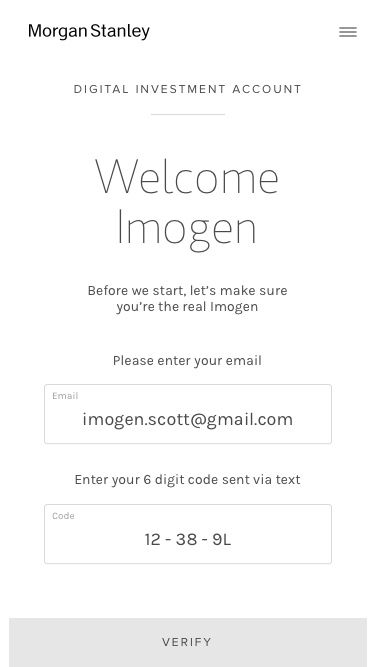 Morgan Stanley
DIGITAL INVESTMENT ACCOUNT
Welcome
Imogen
Before we start, let’s make sure
you’re the real Imogen
Please enter your email
Email
imogen.scott@gmail.com
Enter your 6 digit code sent via text
Code
12 - 38 - 9L
VERIFY